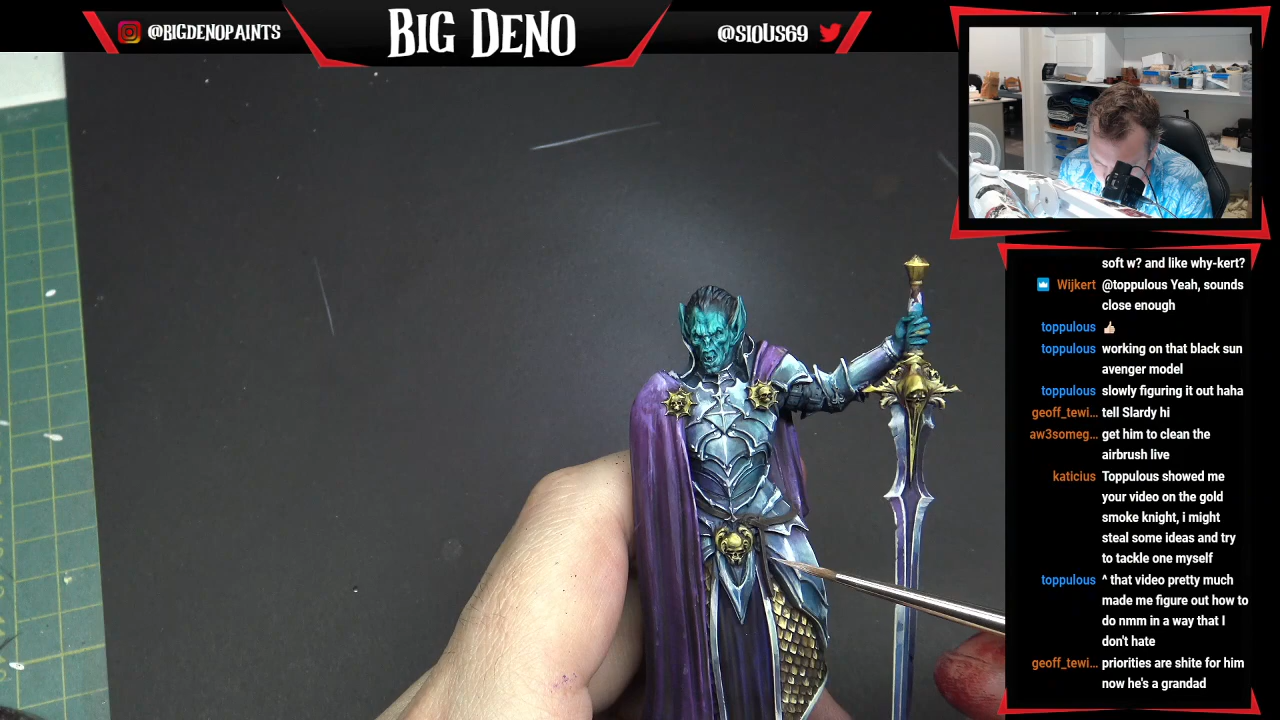 @BIGDENOPAINTS
BIG DENO
@SIOUS69
soft w? and like why-kert?
Wijkert @toppulous Yeah, sounds
close enough
toppulous 👍🏻
toppulous working on that black sun
avenger model
toppulous slowly figuring it out haha
geoff_tewi... tell Slardy hi
aw3someg... get him to clean the
airbrush live
katicius Toppulous showed me
your video on the gold
smoke knight, i might
steal some ideas and try
to tackle one myself
toppulous ^ that video pretty much
made me figure out how to
do nmm in a way that I
don't hate
geoff_tewi... priorities are shite for him
now he's a grandad